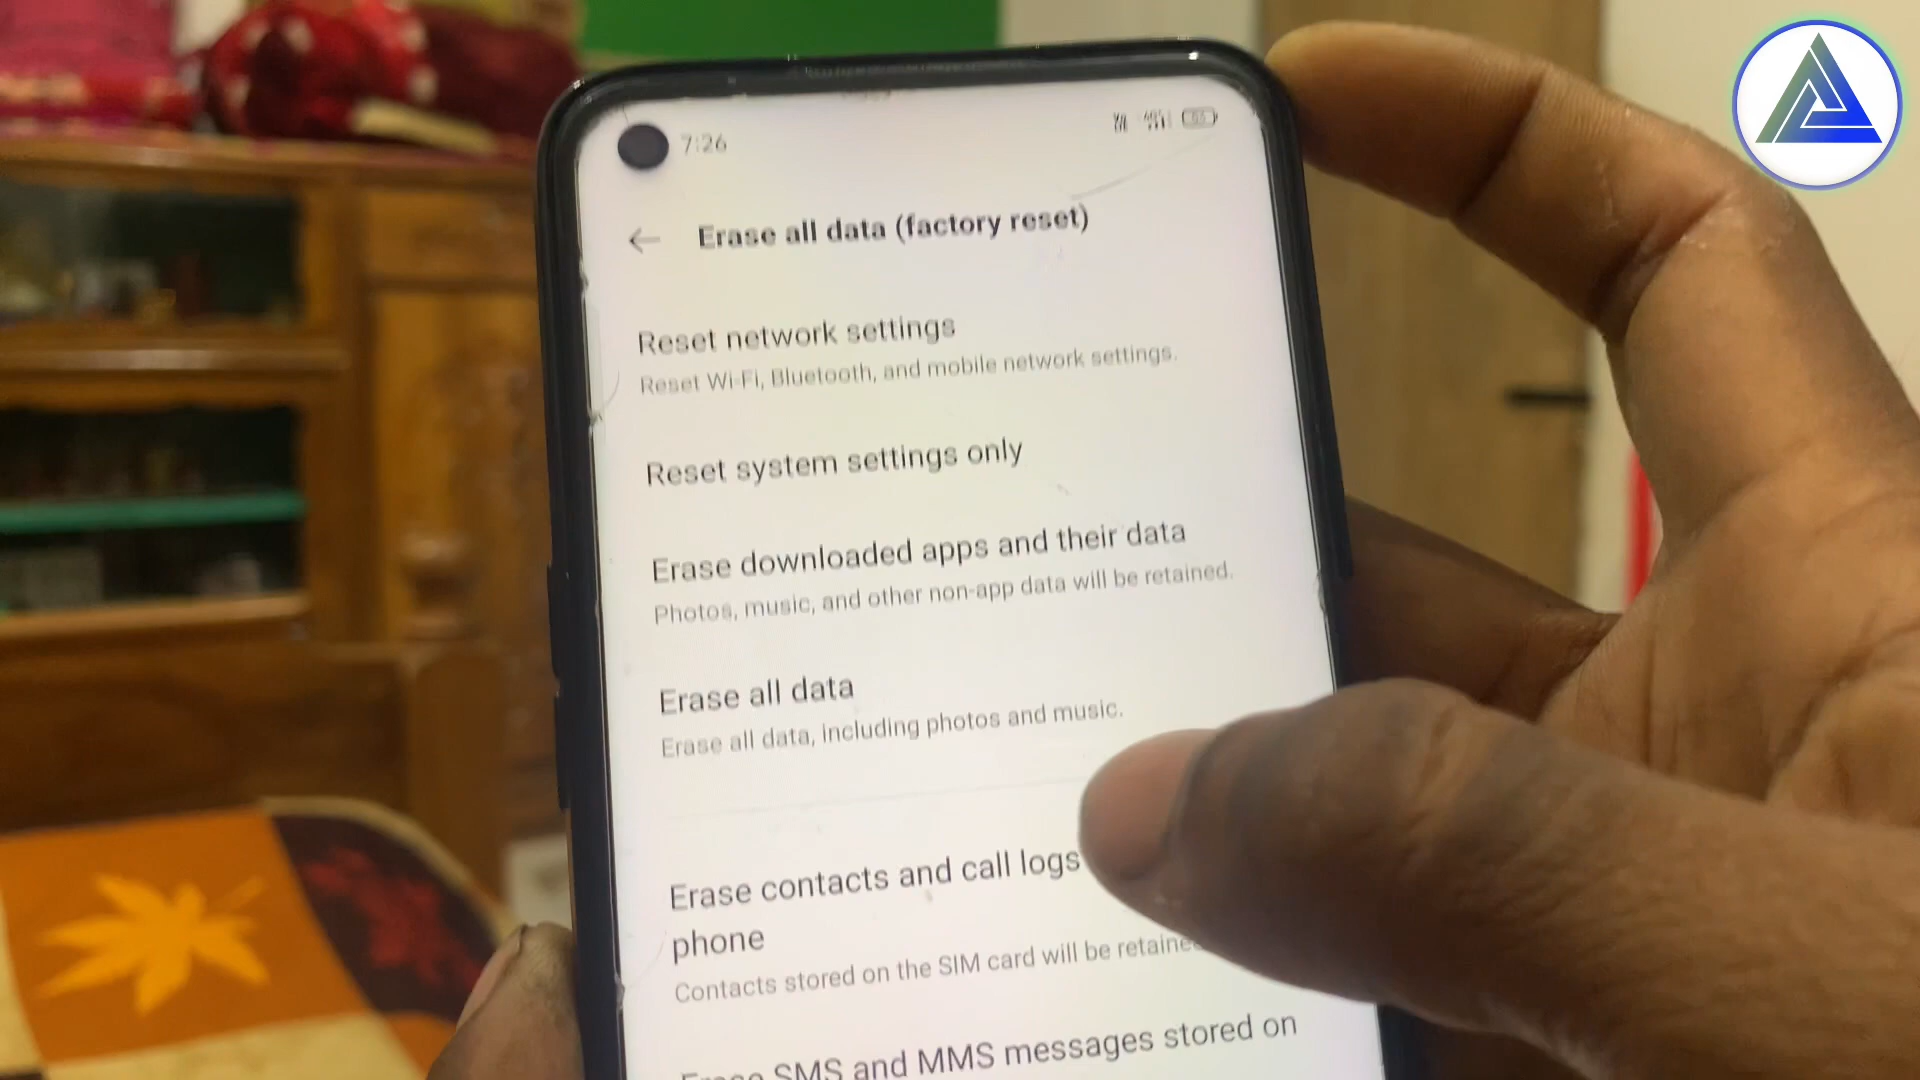 7:26
Erase all data (factory reset)
Reset network settings
Reset Wi-Fi, Bluetooth, and mobile network settings.
Reset system settings only
Erase downloaded apps and their data
Photos, music, and other non-app data will be retained.
Erase all data
Erase all data, including photos and music.
Erase contacts and call logs
phone
Contacts stored on the SIM card will be retained
SMS and MMS messages stored on